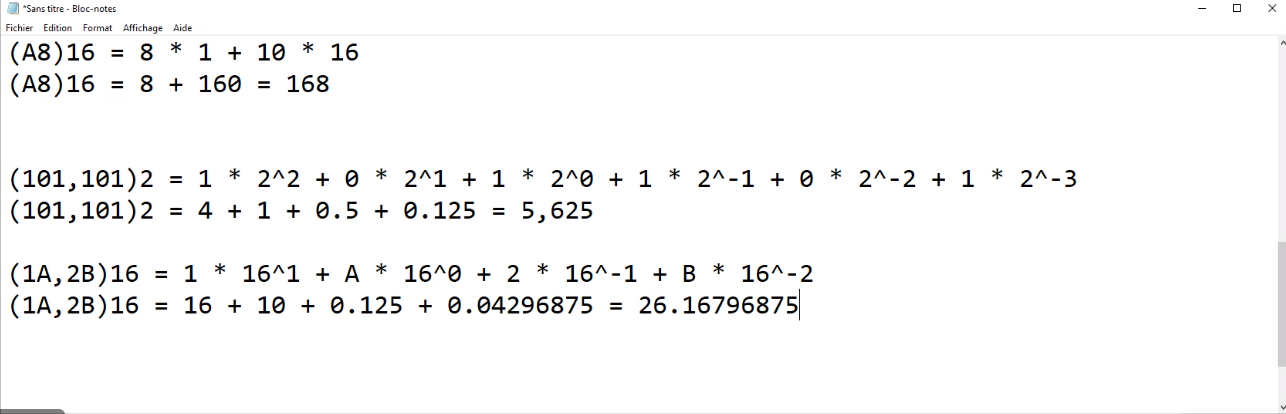 *Sans titre - Bloc-notes
Fichier Edition Format Affichage Aide
(A8)16 = 8 * 1 + 10 * 16
(A8)16 = 8 + 160 = 168
(101,101)2 = 1 * 2^2 + 0 * 2^1 + 1 * 2^0 + 1 * 2^-1 + 0 * 2^-2 + 1 * 2^-3
(101,101)2 = 4 + 1 + 0.5 + 0.125 = 5,625
(1A,2B)16 = 1 * 16^1 + A * 16^0 + 2 * 16^-1 + B * 16^-2
(1A,2B)16 = 16 + 10 + 0.125 + 0.04296875 = 26.16796875